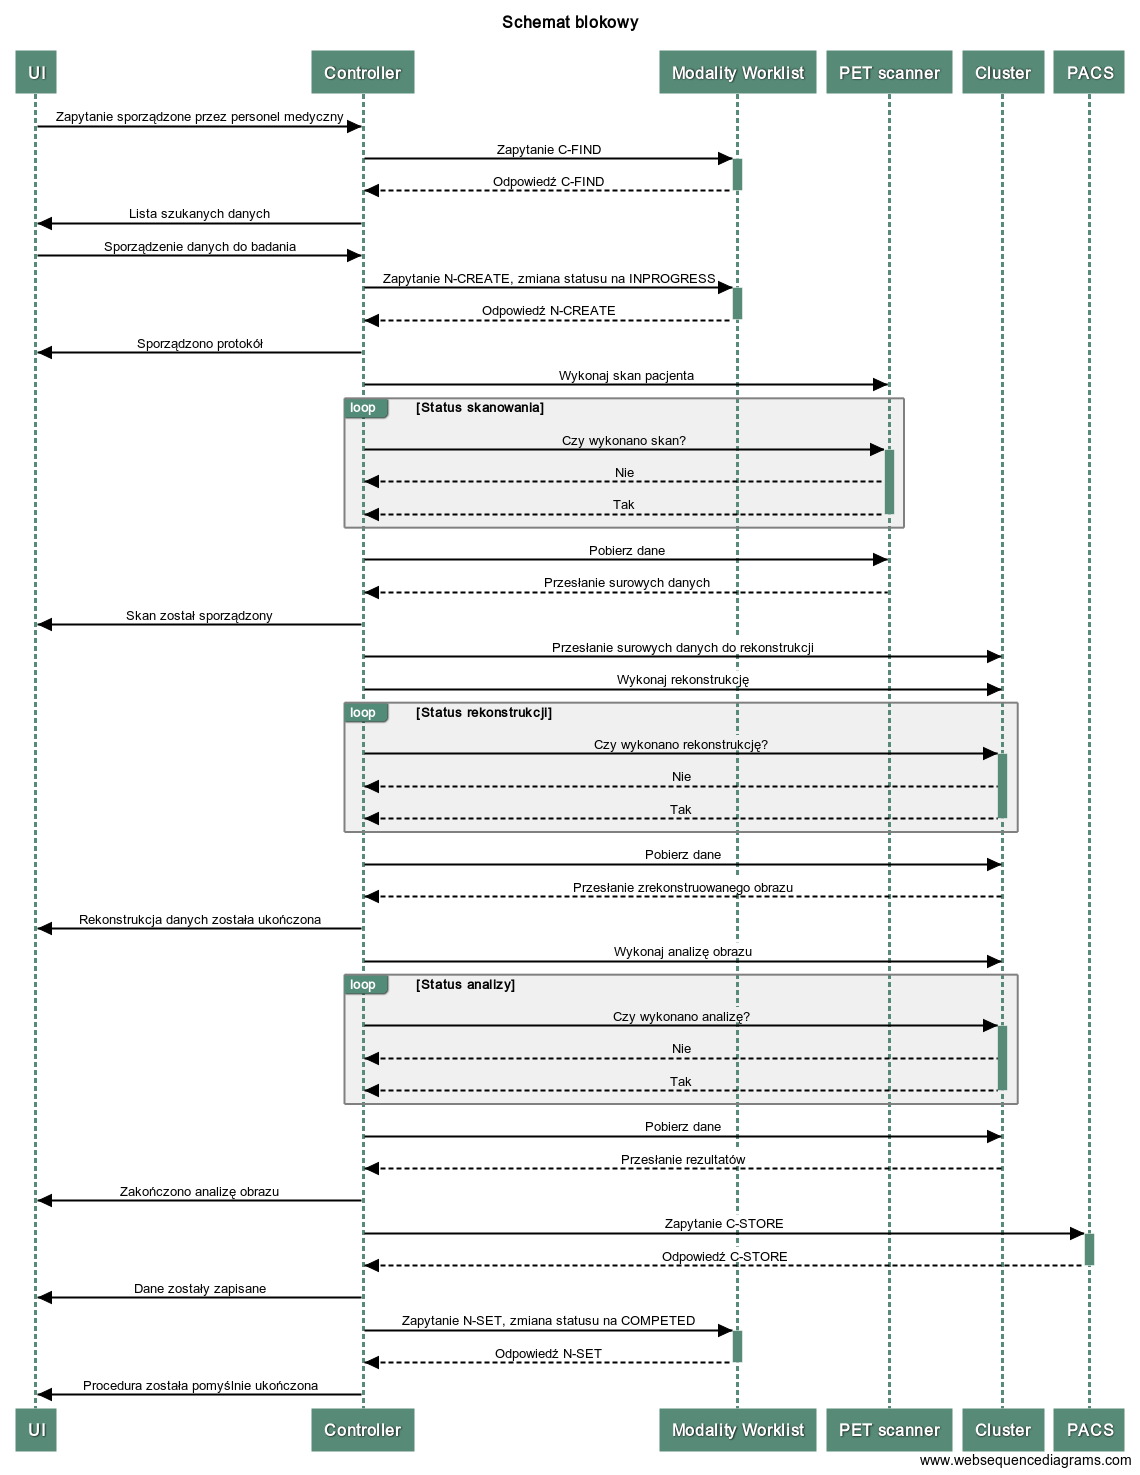 Schemat blokowy
UI
Controller
Modality Worklist
PET scanner
Cluster
PACS
Zapytanie sporządzone przez personel medyczny
Zapytanie C-FIND
Odpowiedź C-FIND
Lista szukanych danych
Sporządzenie danych do badania
Zapytanie N-CREATE, zmiana statusu na INPROGRESS
Odpowiedź N-CREATE
Sporządzono protokół
Wykonaj skan pacjenta
loop [Status skanowania]
Czy wykonano skan?
Nie
Tak
Pobierz dane
Przesłanie surowych danych
Skan został sporządzony
Przesłanie surowych danych do rekonstrukcji
Wykonaj rekonstrukcję
loop [Status rekonstrukcji]
Czy wykonano rekonstrukcję?
Nie
Tak
Pobierz dane
Przesłanie zrekonstruowanego obrazu
Rekonstrukcja danych została ukończona
Wykonaj analizę obrazu
loop [Status analizy]
Czy wykonano analizę?
Nie
Tak
Pobierz dane
Przesłanie rezultatów
Zakończono analizę obrazu
Zapytanie C-STORE
Odpowiedź C-STORE
Dane zostały zapisane
Zapytanie N-SET, zmiana statusu na COMPETED
Odpowiedź N-SET
Procedura została pomyślnie ukończona
UI
Controller
Modality Worklist
PET scanner
Cluster
PACS
www.websequencediagrams.com